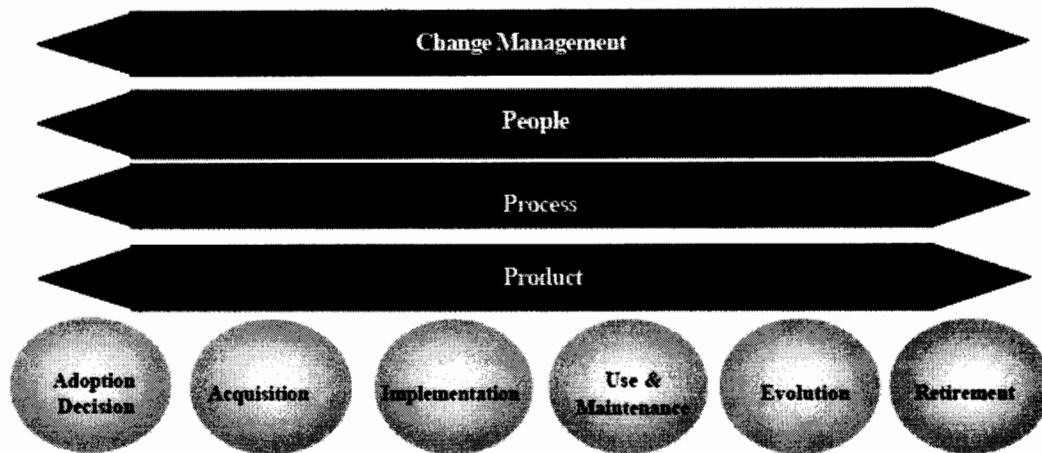 Change Management
People
Process
Product
Adoption
Decision
Acquisition
Implementation
Use &
Maintenance
Evolution
Retirement